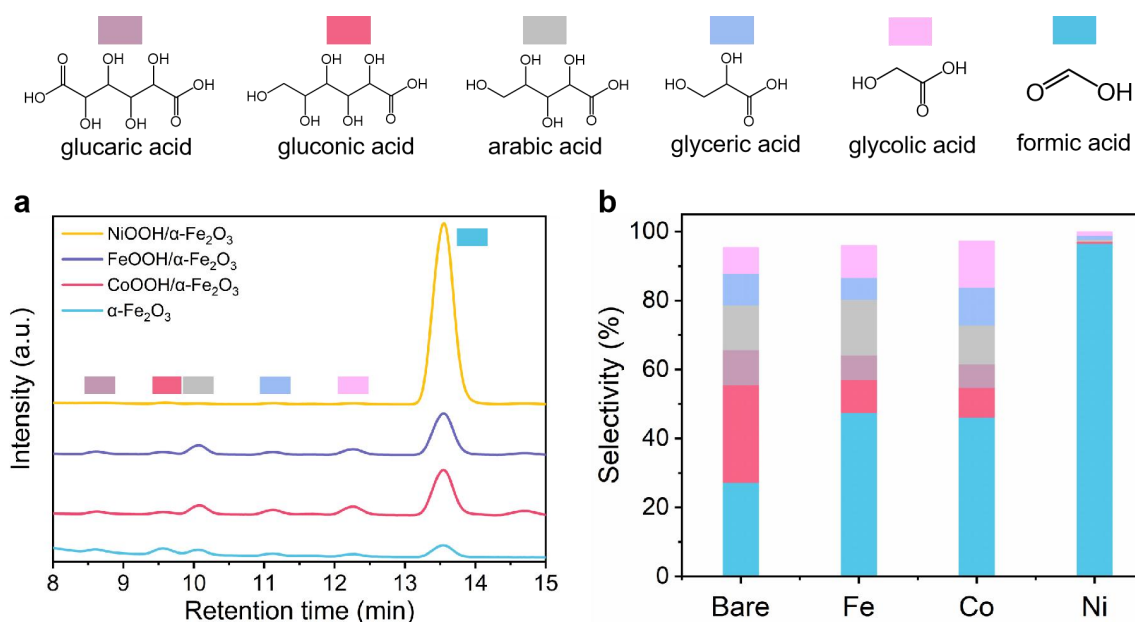 OH OH
O OH
HO
OH OH O
OH OH OH
HO OH
OH OH O
OH OH
HO OH
OH O
OH
HO O
OH
HO OH
O
O OH
glucaric acid gluconic acid arabic acid glyceric acid glycolic acid formic acid
a
NiOOH/α-Fe₂O₃
FeOOH/α-Fe₂O₃
CoOOH/α-Fe₂O₃
α-Fe₂O₃
Intensity (a.u.)
8 9 10 11 12 13 14 15
Retention time (min)
b
100
80
60
40
20
0
Selectivity (%)
Bare Fe Co Ni